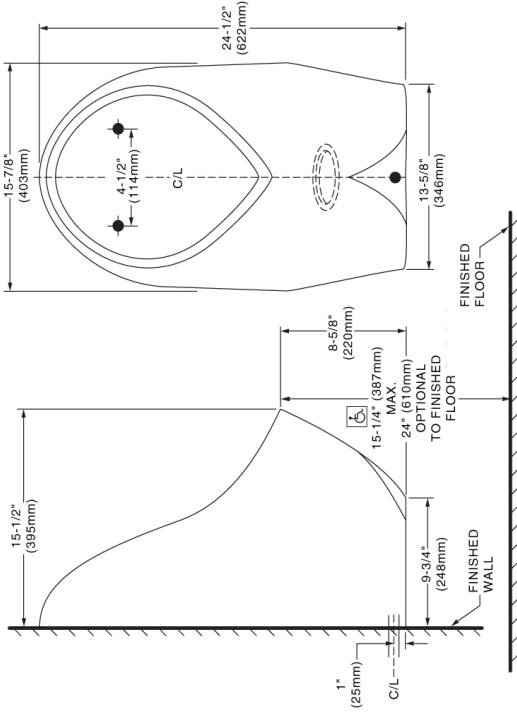 24-1/2"
(622mm)
15-7/8"
(403mm)
4-1/2"
(114mm)
C/L
13-5/8"
(346mm)
FINISHED
FLOOR
8-5/8"
(220mm)
15-1/4" (387mm)
MAX.
24" (610mm)
OPTIONAL
TO FINISHED
FLOOR
15-1/2"
(395mm)
9-3/4"
(248mm)
FINISHED
WALL
1"
(25mm)
C/L